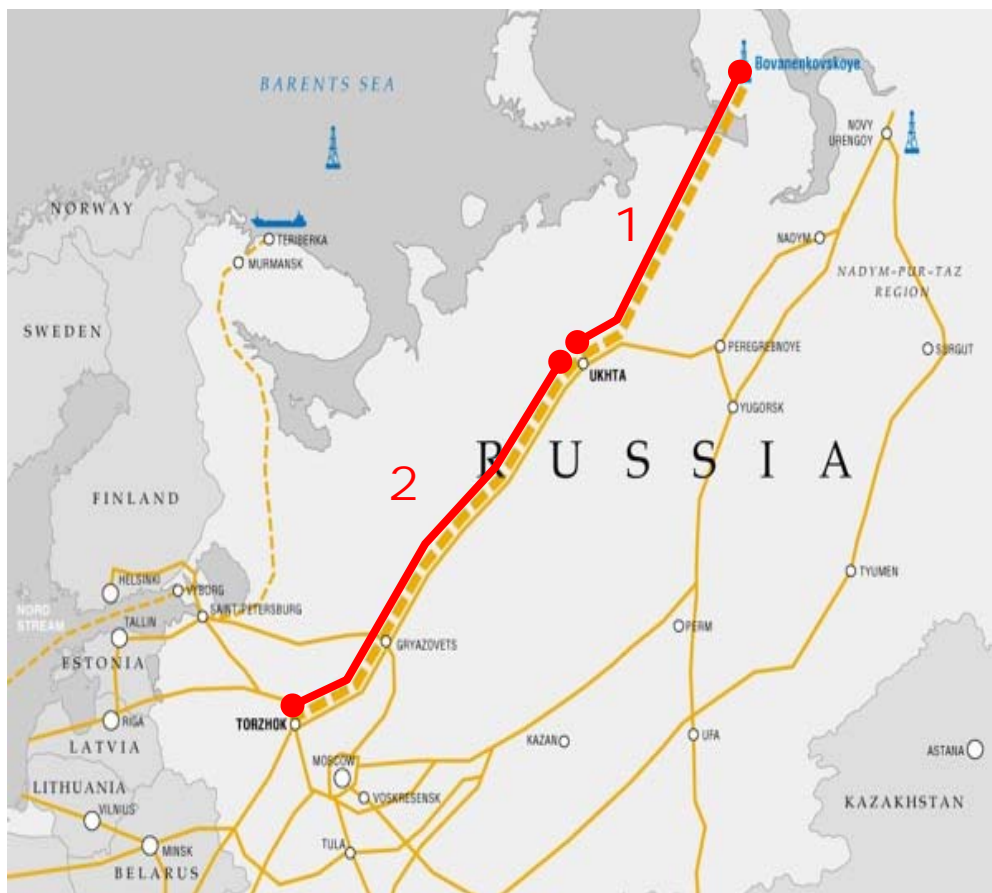 Bovanenkovskoye
BARENTS SEA
NOVY
URENGOY
NORWAY
1
TERIBERKA
NADYM
MURMANSK
NADYM-PUR-TAZ
REGION
SWEDEN
PEREGREBNOYE
SURGUT
UKHTA
YUGORSK
RUSSIA
2
FINLAND
TYUMEN
HELSINKI
VYBORG
NORD
STREAM
SAINT-PETERSBURG
TALLIN
PERM
GRYAZOVETS
ESTONIA
RIGA
TORZHOK
KAZAN
UFA
LATVIA
MOSCOW
ASTANA
LITHUANIA
VOSKRESENSK
KAZAKHSTAN
VILNIUS
TULA
MINSK
BELARUS